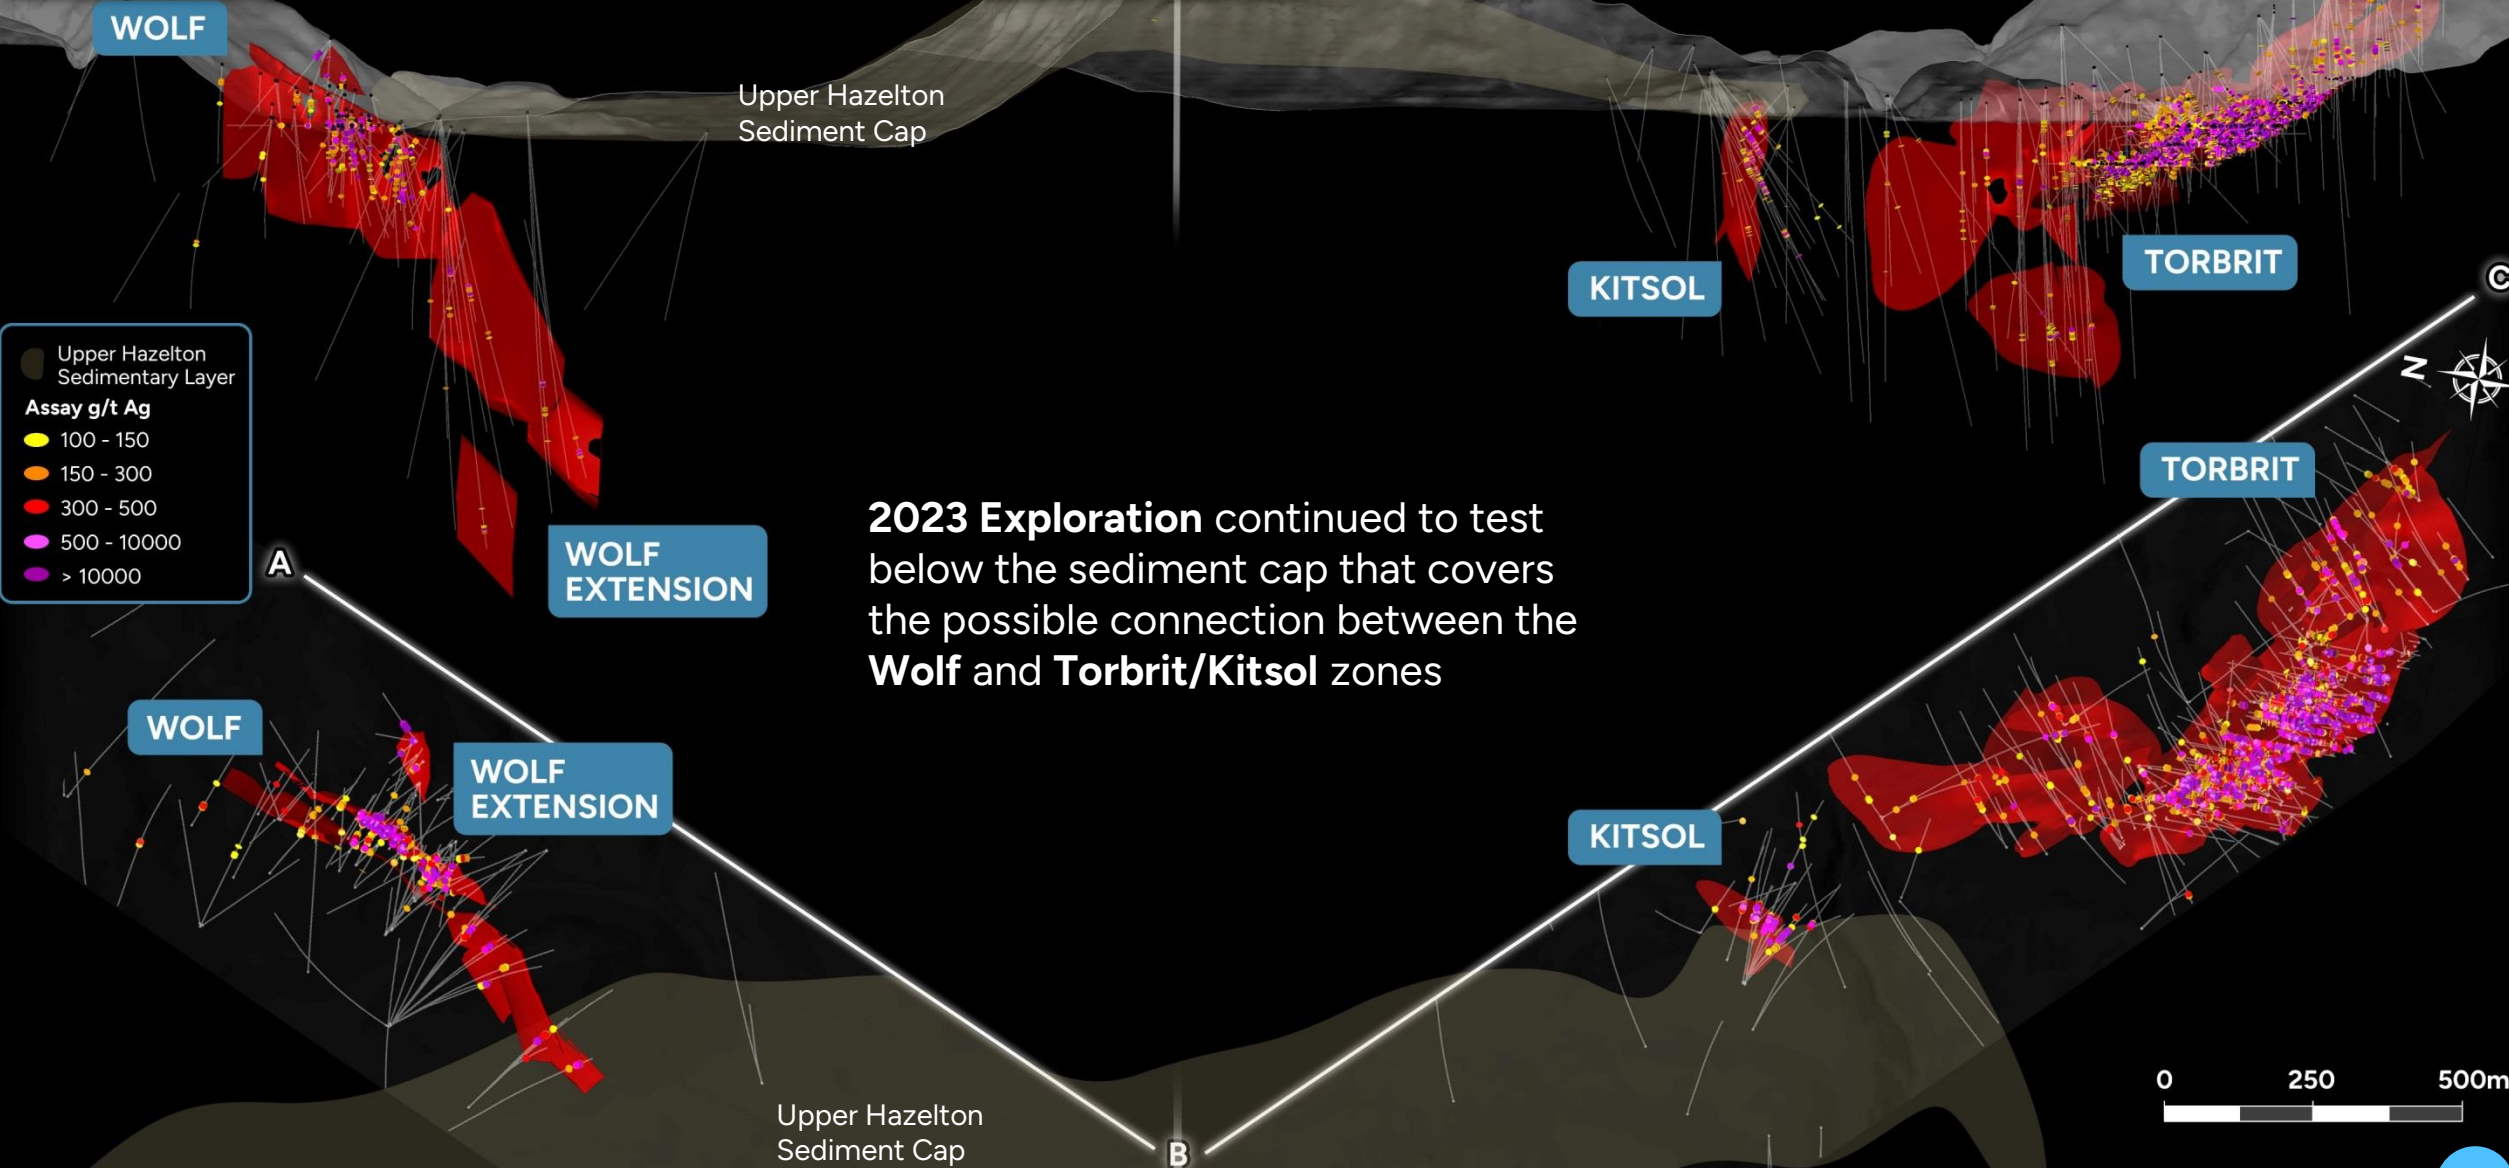 WOLF
Upper Hazelton
Sediment Cap
KITSOL
TORBRIT
Upper Hazelton
Sedimentary Layer
Assay g/t Ag
100 - 150
150 - 300
300 - 500
500 - 10000
> 10000
WOLF
EXTENSION
2023 Exploration continued to test
below the sediment cap that covers
the possible connection between the
Wolf and Torbrit/Kitsol zones
C
N
TORBRIT
A
WOLF
WOLF
EXTENSION
KITSOL
Upper Hazelton
Sediment Cap
B
0 250 500m